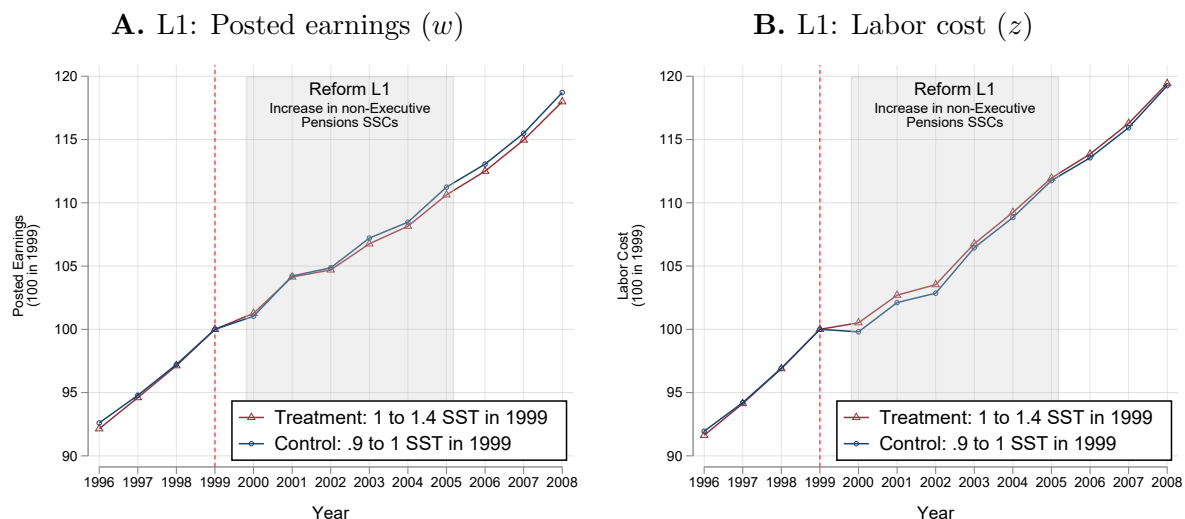 A. L1: Posted earnings (w)
120
115
110
105
100
95
90
Posted Earnings
(100 in 1999)
Reform L1
Increase in non-Executive
Pensions SSCs
Treatment: 1 to 1.4 SST in 1999
Control: .9 to 1 SST in 1999
1996 1997 1998 1999 2000 2001 2002 2003 2004 2005 2006 2007 2008
Year
B. L1: Labor cost (z)
120
115
110
105
100
95
90
Labor Cost
(100 in 1999)
Reform L1
Increase in non-Executive
Pensions SSCs
Treatment: 1 to 1.4 SST in 1999
Control: .9 to 1 SST in 1999
1996 1997 1998 1999 2000 2001 2002 2003 2004 2005 2006 2007 2008
Year